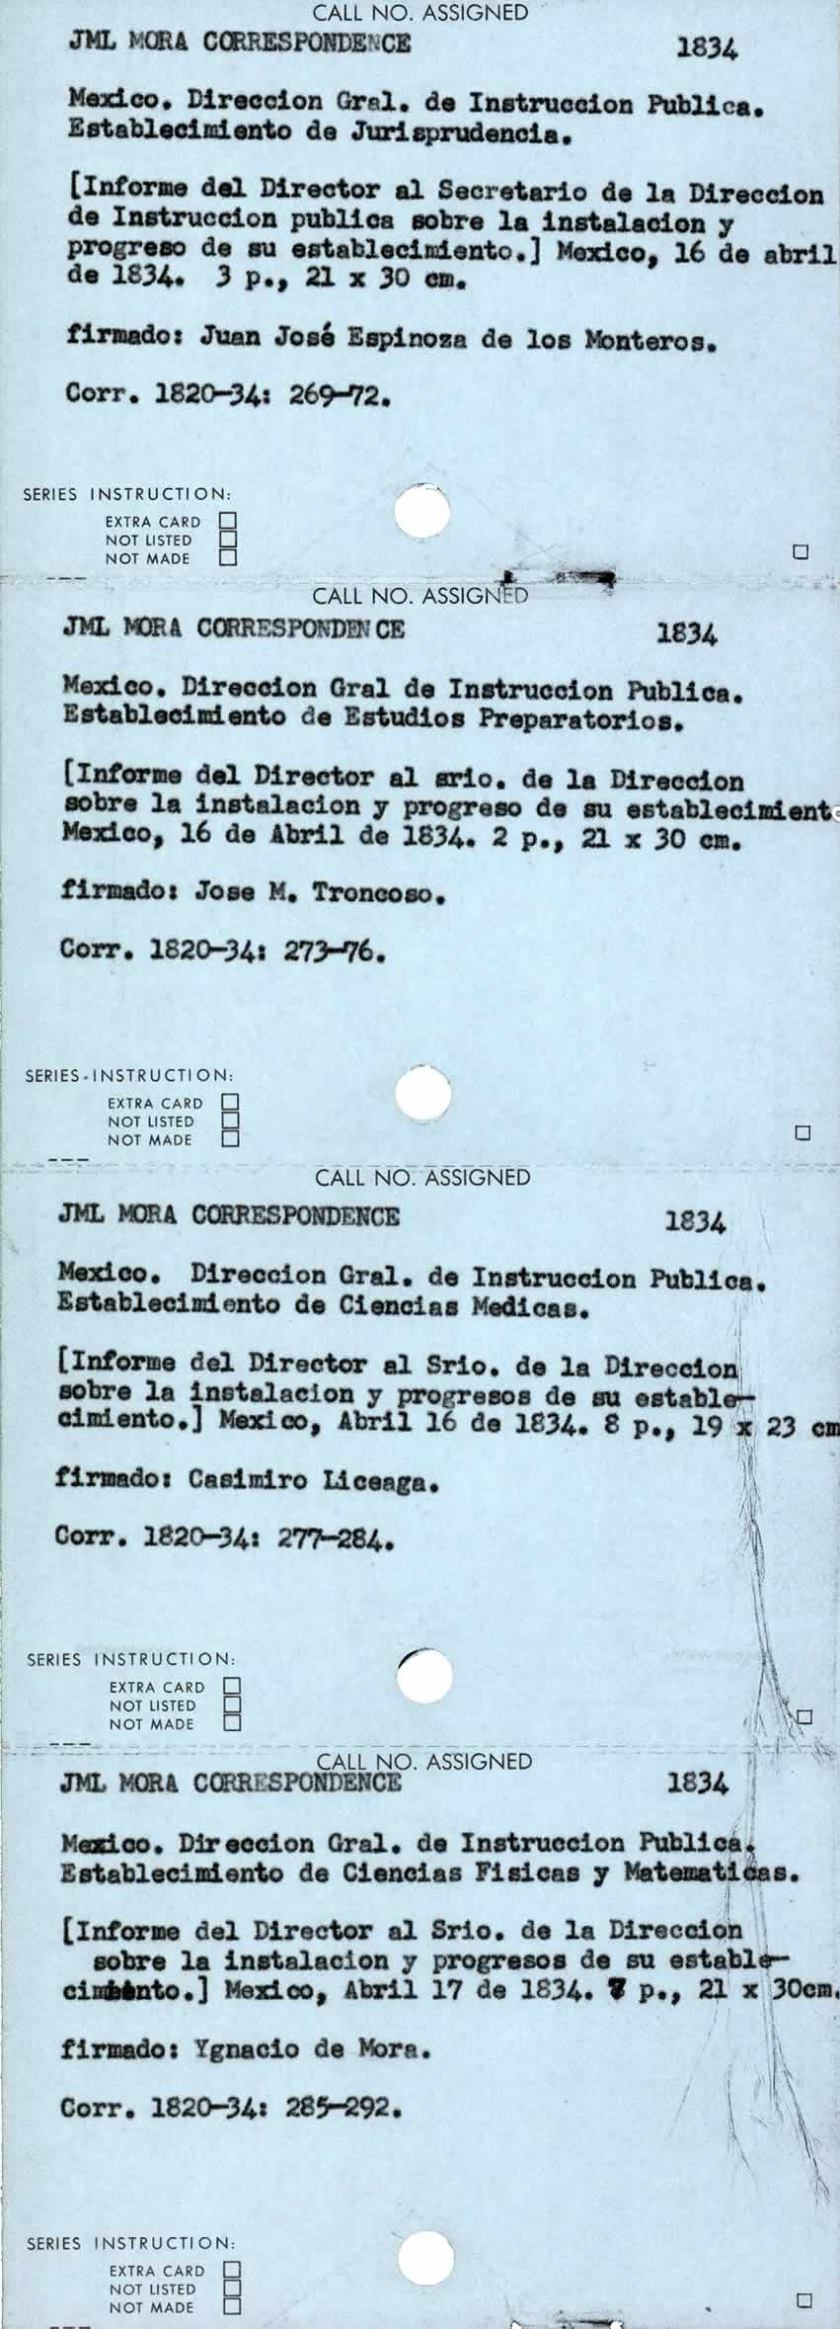 CALL NO. ASSIGNED
JML MORA CORRESPONDENCE 1834
Mexico. Direccion Gral. de Instruccion Publica.
Establecimiento de Jurisprudencia.
[Informe del Director al Secretario de la Direccion
de Instruccion publica sobre la instalacion y
progreso de su establecimiento.] Mexico, 16 de abril
de 1834. 3 p., 21 x 30 cm.
firmado: Juan José Espinoza de los Monteros.
Corr. 1820-34: 269-72.
SERIES INSTRUCTION:
EXTRA CARD
NOT LISTED
NOT MADE
CALL NO. ASSIGNED
JML MORA CORRESPONDENCE 1834
Mexico. Direccion Gral de Instruccion Publica.
Establecimiento de Estudios Preparatorios.
[Informe del Director al srio. de la Direccion
sobre la instalacion y progreso de su establecimiento
Mexico, 16 de Abril de 1834. 2 p., 21 x 30 cm.
firmado: Jose M. Troncoso.
Corr. 1820-34: 273-76.
SERIES INSTRUCTION:
EXTRA CARD
NOT LISTED
NOT MADE
CALL NO. ASSIGNED
JML MORA CORRESPONDENCE 1834
Mexico. Direccion Gral. de Instruccion Publica.
Establecimiento de Ciencias Medicas.
[Informe del Director al Srio. de la Direccion
sobre la instalacion y progresos de su estable-
cimiento.] Mexico, Abril 16 de 1834. 8 p., 19 x 23 cm
firmado: Casimiro Liceaga.
Corr. 1820-34: 277-284.
SERIES INSTRUCTION:
EXTRA CARD
NOT LISTED
NOT MADE
CALL NO. ASSIGNED
JML MORA CORRESPONDENCE 1834
Mexico. Direccion Gral. de Instruccion Publica.
Establecimiento de Ciencias Fisicas y Matematicas.
[Informe del Director al Srio. de la Direccion
sobre la instalacion y progresos de su estable-
cimiento.] Mexico, Abril 17 de 1834. 7 p., 21 x 30cm.
firmado: Ygnacio de Mora.
Corr. 1820-34: 285-292.
SERIES INSTRUCTION:
EXTRA CARD
NOT LISTED
NOT MADE